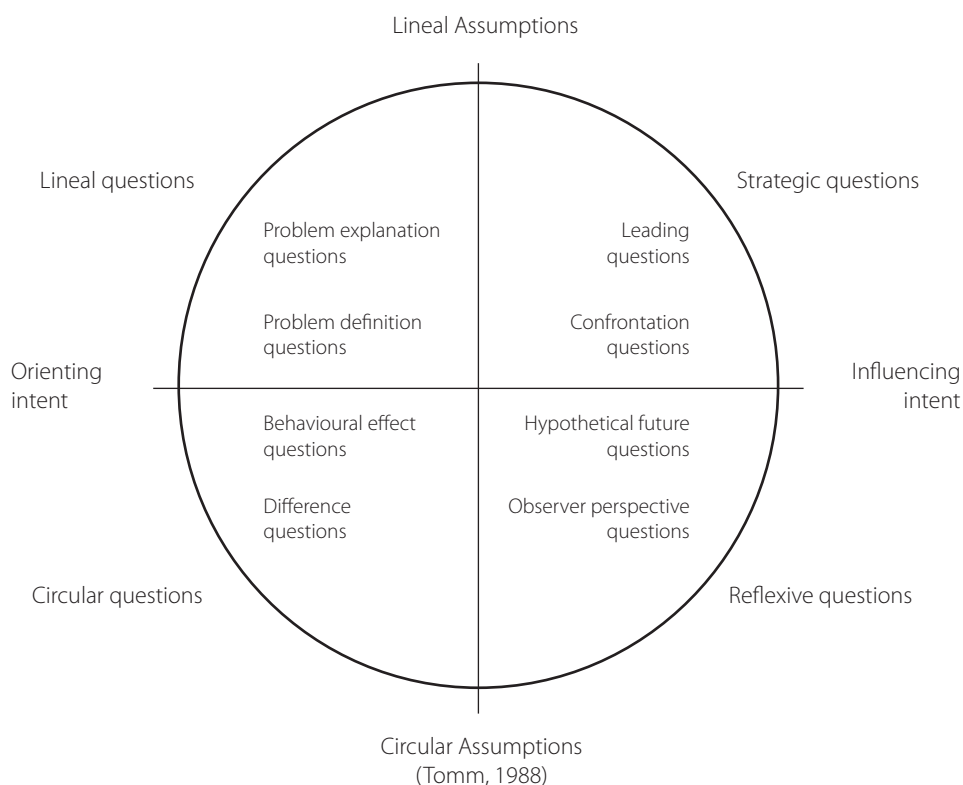 Lineal Assumptions
Lineal questions
Strategic questions
Problem explanation
questions
Leading
questions
Problem definition
questions
Confrontation
questions
Orienting
intent
Influencing
intent
Behavioural effect
questions
Hypothetical future
questions
Difference
questions
Observer perspective
questions
Circular questions
Reflexive questions
Circular Assumptions
(Tomm, 1988)